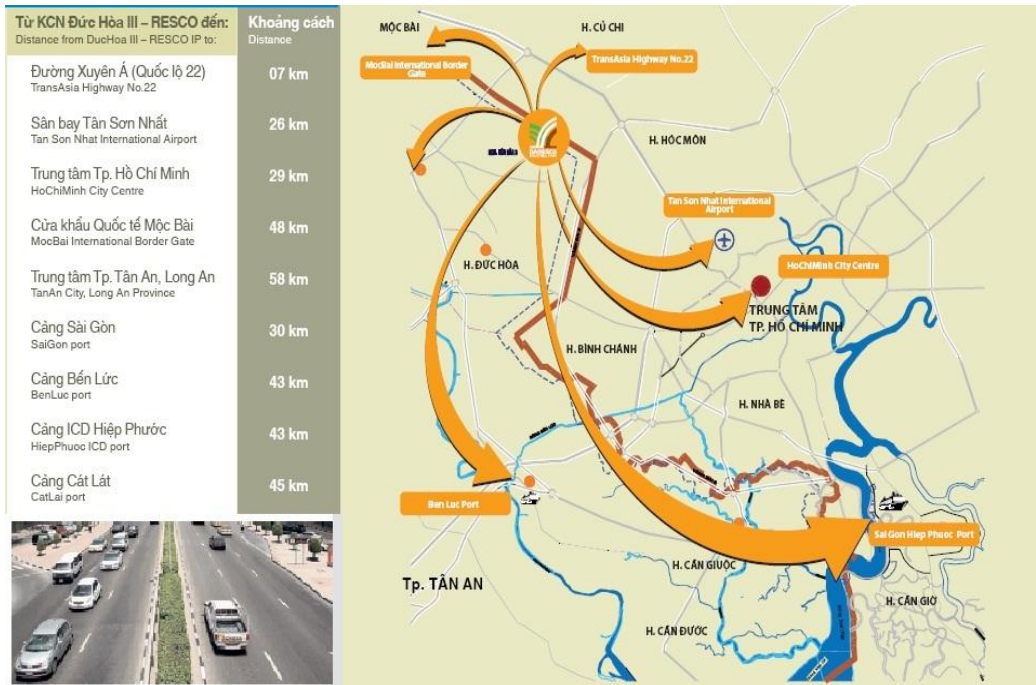 Từ KCN Đức Hòa III – RESCO đến:
Distance from DucHoa III – RESCO IP to:
Khoảng cách
Distance
Đường Xuyên Á (Quốc lộ 22)
TransAsia Highway No.22
07 km
Sân bay Tân Sơn Nhất
Tan Son Nhat International Airport
26 km
Trung tâm Tp. Hồ Chí Minh
HoChiMinh City Centre
29 km
Cửa khẩu Quốc tế Mộc Bài
MocBai International Border Gate
48 km
Trung tâm Tp. Tân An, Long An
TanAn City, Long An Province
58 km
Cảng Sài Gòn
SaiGon port
30 km
Cảng Bến Lức
BenLuc port
43 km
Cảng ICD Hiệp Phước
HiepPhuoc ICD port
43 km
Cảng Cát Lát
CatLai port
45 km
MỘC BÀI
H. CỦ CHI
MocBai International Border
Gate
TransAsia Highway No.22
H. HÓC MÔN
Tan Son Nhat International
Airport
H. ĐỨC HÒA
HoChiMinh City Centre
TRUNG TÂM
TP. HỒ CHÍ MINH
H. BÌNH CHÁNH
H. NHÀ BÈ
Ben Luc Port
Sai Gon Hiep Phuoc Port
Tp. TÂN AN
H. CẦN GIUỘC
H. CẦN GIỜ
H. CẦN ĐƯỚC